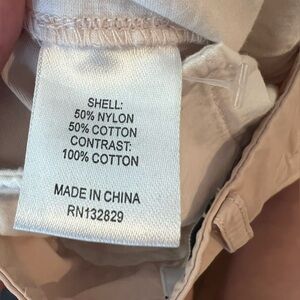 SHELL:
50% NYLON
50% COTTON
CONTRAST:
100% COTTON
MADE IN CHINA
RN132829